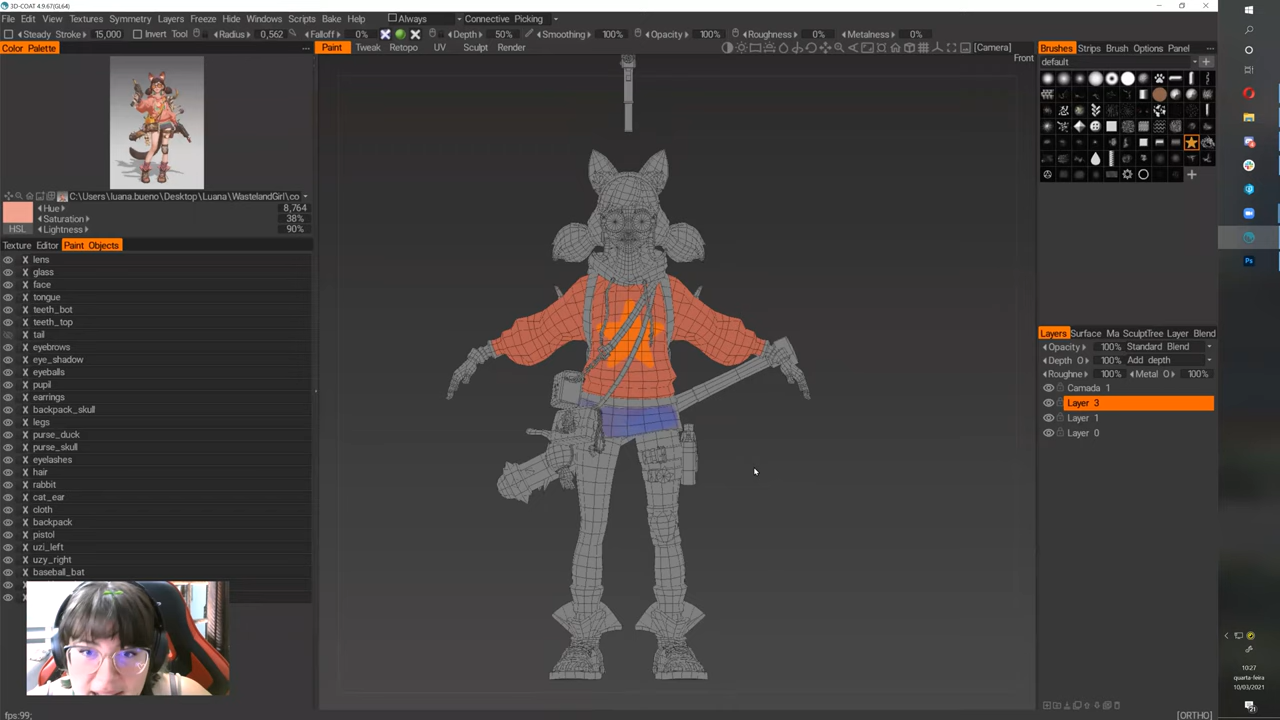 3D-COAT 4.9.67(GL64)
File Edit View Textures Symmetry Layers Freeze Hide Windows Scripts Bake Help Always Connective Picking
Steady Stroke 15,000 Invert Tool Radius 0,562 Falloff 0% Depth 50% Smoothing 100% Opacity 100% Roughness 0% Metalness 0%
Color Palette
Paint Tweak Retopo UV Sculpt Render
[Camera]
Front
Brushes Strips Brush Options Panel
default
C:\Users\luana.bueno\Desktop\Luana\WastelandGirl\co
Hue 8,764
Saturation 38%
HSL Lightness 90%
Texture Editor Paint Objects
X lens
X glass
X face
X tongue
X teeth_bot
X teeth_top
X tail
X eyebrows
X eye_shadow
X eyeballs
X pupil
X earrings
X backpack_skull
X legs
X purse_duck
X purse_skull
X eyelashes
X hair
X rabbit
X cat_ear
X cloth
X backpack
X pistol
X uzi_left
X uzy_right
X baseball_bat
Layers Surface Ma SculptTree Layer Blend
Opacity 100% Standard Blend
Depth O 100% Add depth
Roughne 100% Metal O 100%
Camada 1
Layer 3
Layer 1
Layer 0
fps:99;
[ORTHO]
Ps
10:27
quarta-feira
10/03/2021
21